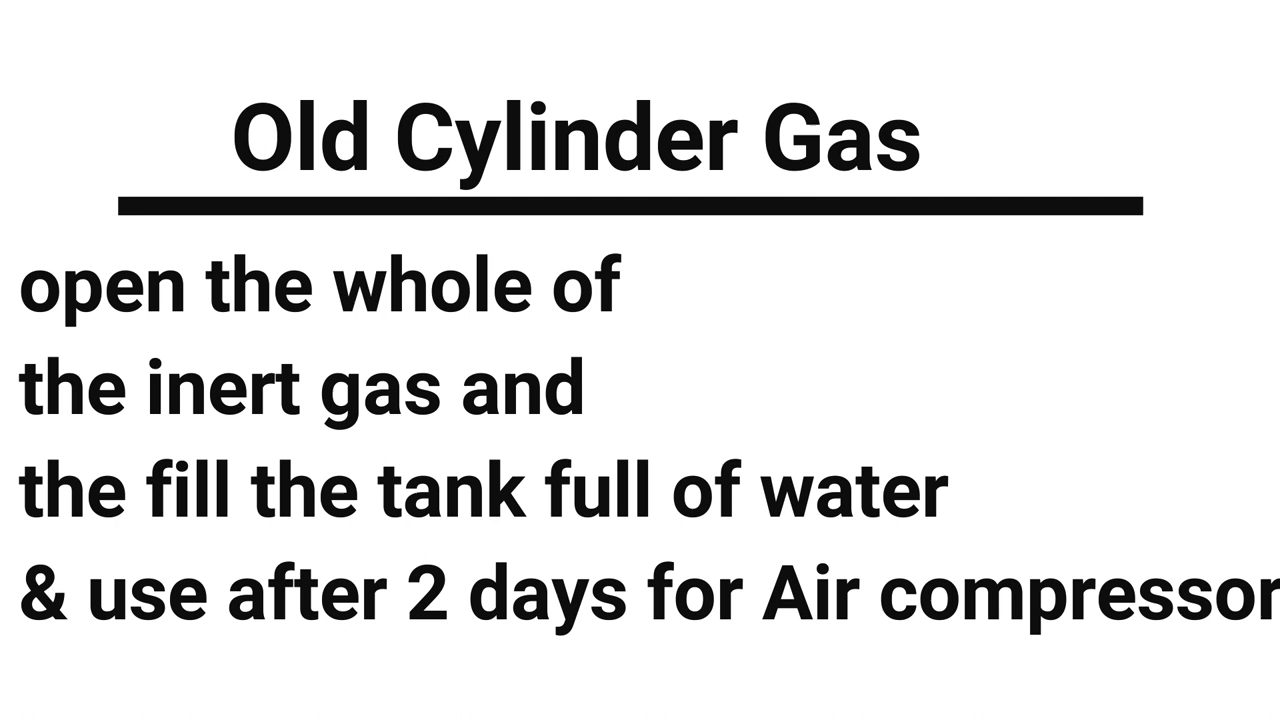 Old Cylinder Gas
open the whole of
the inert gas and
the fill the tank full of water
& use after 2 days for Air compressor